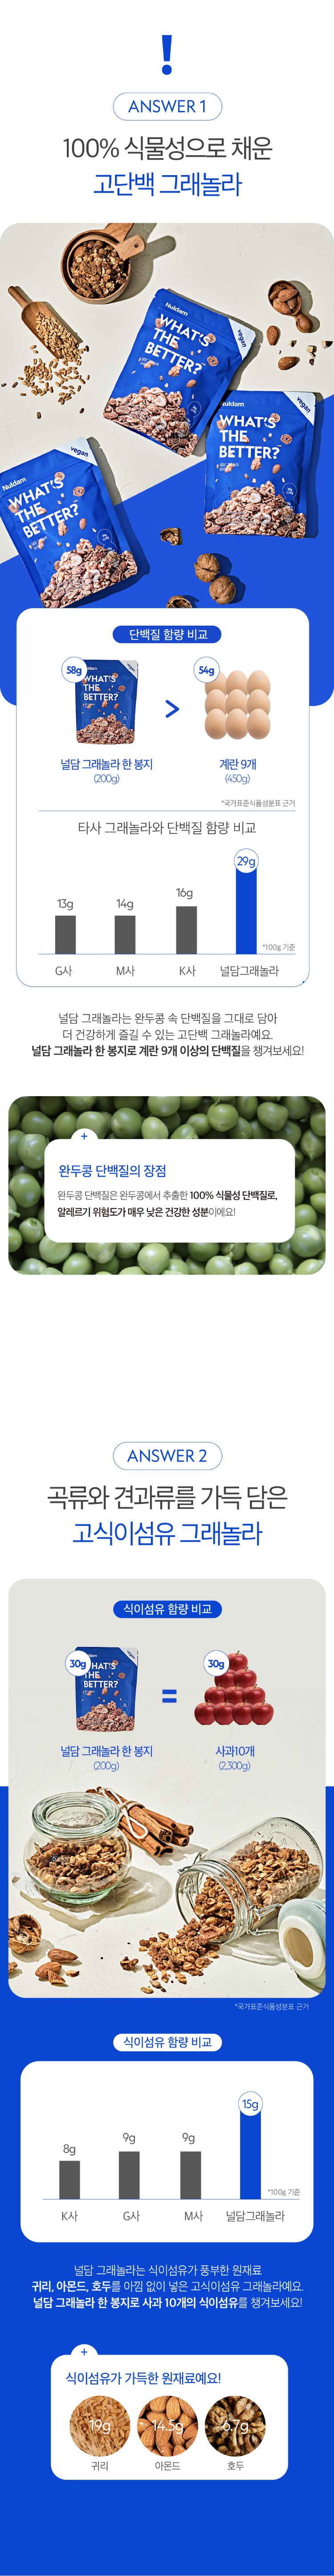 !
ANSWER 1
100% 식물성으로 채운
고단백 그래놀라
Nuldam
WHAT'S
THE
BETTER?
vegan
Nuldam
WHAT'S
THE
BETTER?
vegan
Nuldam
WHAT'S
THE
BETTER?
vegan
단백질 함량 비교
58g
WHAT'S
THE
BETTER?
>
54g
널담 그래놀라 한 봉지
(200g)
계란 9개
(450g)
*국가표준식품성분표 근거
타사 그래놀라와 단백질 함량 비교
13g
14g
16g
29g
*100g 기준
G사
M사
K사
널담그래놀라
널담 그래놀라는 완두콩 속 단백질을 그대로 담아
더 건강하게 즐길 수 있는 고단백 그래놀라예요.
널담 그래놀라 한 봉지로 계란 9개 이상의 단백질을 챙겨보세요!
+
완두콩 단백질의 장점
완두콩 단백질은 완두콩에서 추출한 100% 식물성 단백질로,
알레르기 위험도가 매우 낮은 건강한 성분이에요!
ANSWER 2
곡류와 견과류를 가득 담은
고식이섬유 그래놀라
식이섬유 함량 비교
30g
WHAT'S
THE
BETTER?
=
30g
널담 그래놀라 한 봉지
(200g)
사과10개
(2,300g)
*국가표준식품성분표 근거
식이섬유 함량 비교
8g
9g
9g
15g
*100g 기준
K사
G사
M사
널담그래놀라
널담 그래놀라는 식이섬유가 풍부한 원재료
귀리, 아몬드, 호두를 아낌 없이 넣은 고식이섬유 그래놀라예요.
널담 그래놀라 한 봉지로 사과 10개의 식이섬유를 챙겨보세요!
+
식이섬유가 가득한 원재료예요!
19g
14.5g
6.7g
귀리
아몬드
호두